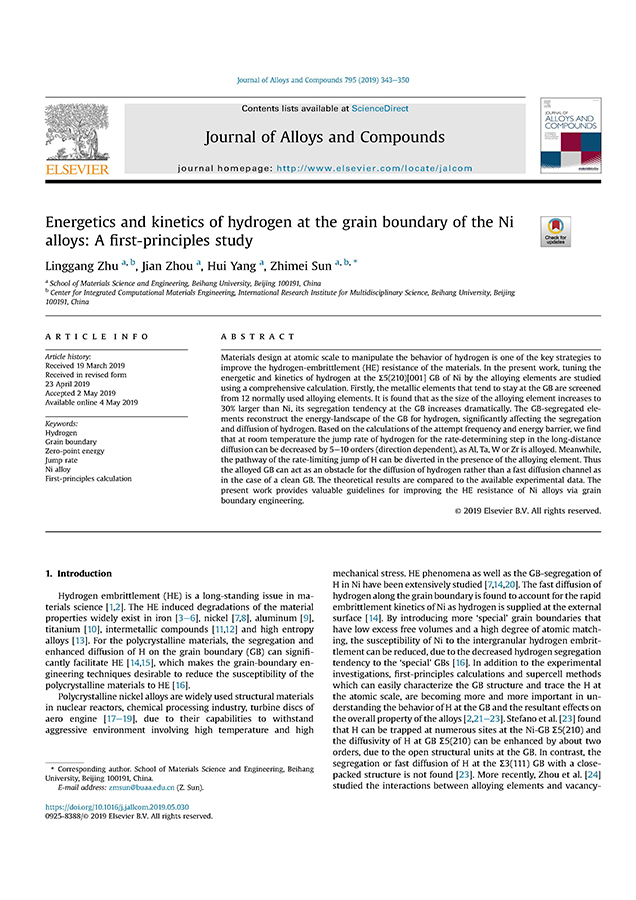 Journal of Alloys and Compounds 795 (2019) 343–350
Contents lists available at ScienceDirect
Journal of Alloys and Compounds
journal homepage: http://www.elsevier.com/locate/jalcom
ELSEVIER
JOURNAL OF
ALLOYS AND
COMPOUNDS
Energetics and kinetics of hydrogen at the grain boundary of the Ni
alloys: A first-principles study
Check for
updates
Linggang Zhu a, b, Jian Zhou a, Hui Yang a, Zhimei Sun a, b, *
a School of Materials Science and Engineering, Beihang University, Beijing 100191, China
b Center for Integrated Computational Materials Engineering, International Research Institute for Multidisciplinary Science, Beihang University, Beijing
100191, China
ARTICLE INFO
Article history:
Received 19 March 2019
Received in revised form
23 April 2019
Accepted 2 May 2019
Available online 4 May 2019
Keywords:
Hydrogen
Grain boundary
Zero-point energy
Jump rate
Ni alloy
First-principles calculation
ABSTRACT
Materials design at atomic scale to manipulate the behavior of hydrogen is one of the key strategies to
improve the hydrogen-embrittlement (HE) resistance of the materials. In the present work, tuning the
energetic and kinetics of hydrogen at the Σ5(210)[001] GB of Ni by the alloying elements are studied
using a comprehensive calculation. Firstly, the metallic elements that tend to stay at the GB are screened
from 12 normally used alloying elements. It is found that as the size of the alloying element increases to
30% larger than Ni, its segregation tendency at the GB increases dramatically. The GB-segregated ele-
ments reconstruct the energy-landscape of the GB for hydrogen, significantly affecting the segregation
and diffusion of hydrogen. Based on the calculations of the attempt frequency and energy barrier, we find
that at room temperature the jump rate of hydrogen for the rate-determining step in the long-distance
diffusion can be decreased by 5–10 orders (direction dependent), as Al, Ta, W or Zr is alloyed. Meanwhile,
the pathway of the rate-limiting jump of H can be diverted in the presence of the alloying element. Thus
the alloyed GB can act as an obstacle for the diffusion of hydrogen rather than a fast diffusion channel as
in the case of a clean GB. The theoretical results are compared to the available experimental data. The
present work provides valuable guidelines for improving the HE resistance of Ni alloys via grain
boundary engineering.
© 2019 Elsevier B.V. All rights reserved.
1. Introduction
Hydrogen embrittlement (HE) is a long-standing issue in ma-
terials science [1,2]. The HE induced degradations of the material
properties widely exist in iron [3–6], nickel [7,8], aluminum [9],
titanium [10], intermetallic compounds [11,12] and high entropy
alloys [13]. For the polycrystalline materials, the segregation and
enhanced diffusion of H on the grain boundary (GB) can signifi-
cantly facilitate HE [14,15], which makes the grain-boundary en-
gineering techniques desirable to reduce the susceptibility of the
polycrystalline materials to HE [16].
Polycrystalline nickel alloys are widely used structural materials
in nuclear reactors, chemical processing industry, turbine discs of
aero engine [17–19], due to their capabilities to withstand
aggressive environment involving high temperature and high
* Corresponding author. School of Materials Science and Engineering, Beihang
University, Beijing 100191, China.
E-mail address: zmsun@buaa.edu.cn (Z. Sun).
https://doi.org/10.1016/j.jallcom.2019.05.030
0925-8388/© 2019 Elsevier B.V. All rights reserved.
mechanical stress. HE phenomena as well as the GB-segregation of
H in Ni have been extensively studied [7,14,20]. The fast diffusion of
hydrogen along the grain boundary is found to account for the rapid
embrittlement kinetics of Ni as hydrogen is supplied at the external
surface [14]. By introducing more 'special' grain boundaries that
have low excess free volumes and a high degree of atomic match-
ing, the susceptibility of Ni to the intergranular hydrogen embrit-
tlement can be reduced, due to the decreased hydrogen segregation
tendency to the 'special' GBs [16]. In addition to the experimental
investigations, first-principles calculations and supercell methods
which can easily characterize the GB structure and trace the H at
the atomic scale, are becoming more and more important in un-
derstanding the behavior of H at the GB and the resultant effects on
the overall property of the alloys [2,21–23]. Stefano et al. [23] found
that H can be trapped at numerous sites at the Ni-GB Σ5(210) and
the diffusivity of H at GB Σ5(210) can be enhanced by about two
orders, due to the open structural units at the GB. In contrast, the
segregation or fast diffusion of H at the Σ3(111) GB with a close-
packed structure is not found [23]. More recently, Zhou et al. [24]
studied the interactions between alloying elements and vacancy-